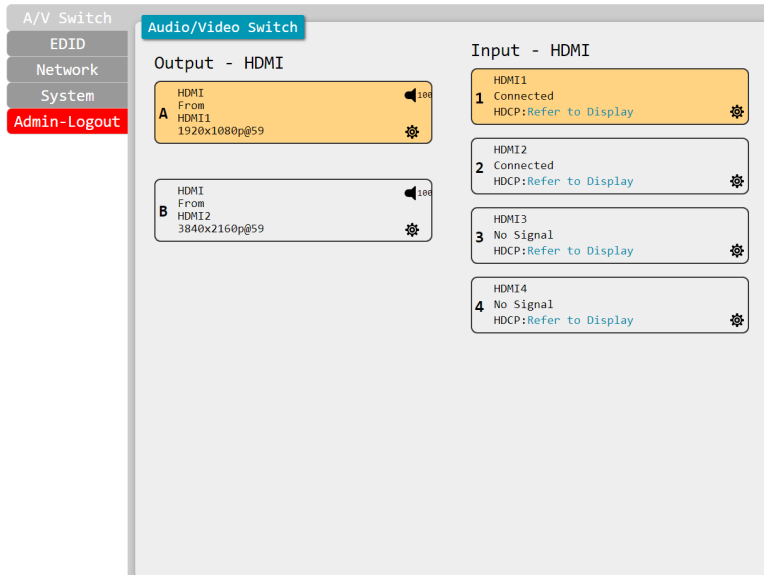 A/V Switch
EDID
Network
System
Admin-Logout
Audio/Video Switch
Output - HDMI
A
HDMI
From
HDMI1
1920x1080p@59
100
B
HDMI
From
HDMI2
3840x2160p@59
100
Input - HDMI
1
HDMI1
Connected
HDCP:Refer to Display
2
HDMI2
Connected
HDCP:Refer to Display
3
HDMI3
No Signal
HDCP:Refer to Display
4
HDMI4
No Signal
HDCP:Refer to Display